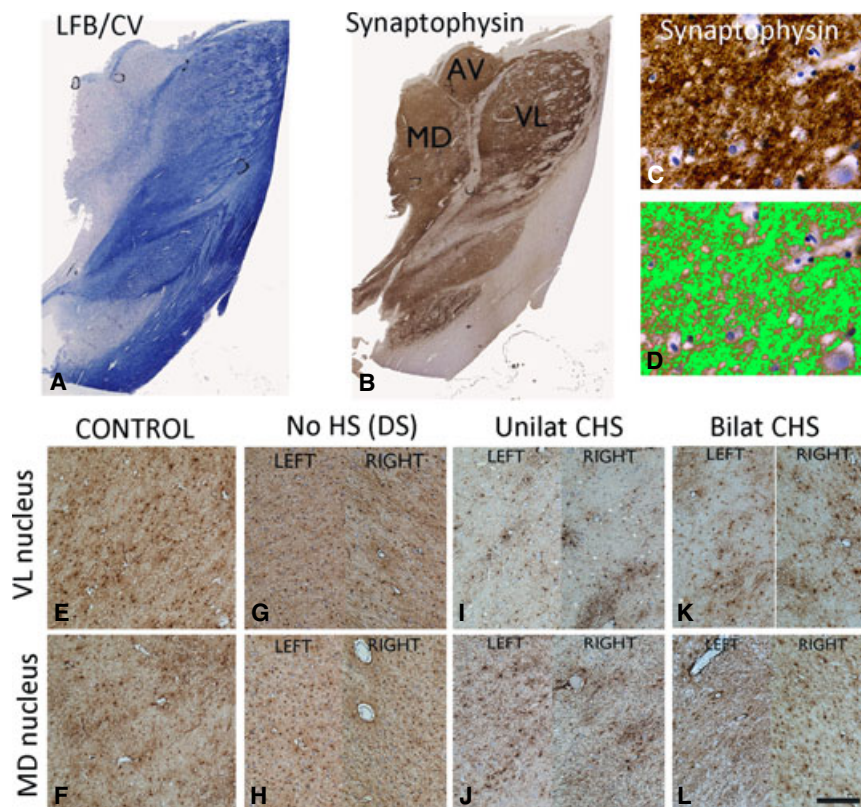 LFB/CV
Synaptophysin
Synaptophysin
AV
MD
VL
A
B
C
D
CONTROL
No HS (DS)
Unilat CHS
Bilat CHS
LEFT RIGHT
LEFT RIGHT
LEFT RIGHT
VL nucleus
E
G
I
K
LEFT RIGHT
LEFT RIGHT
LEFT RIGHT
MD nucleus
F
H
J
L